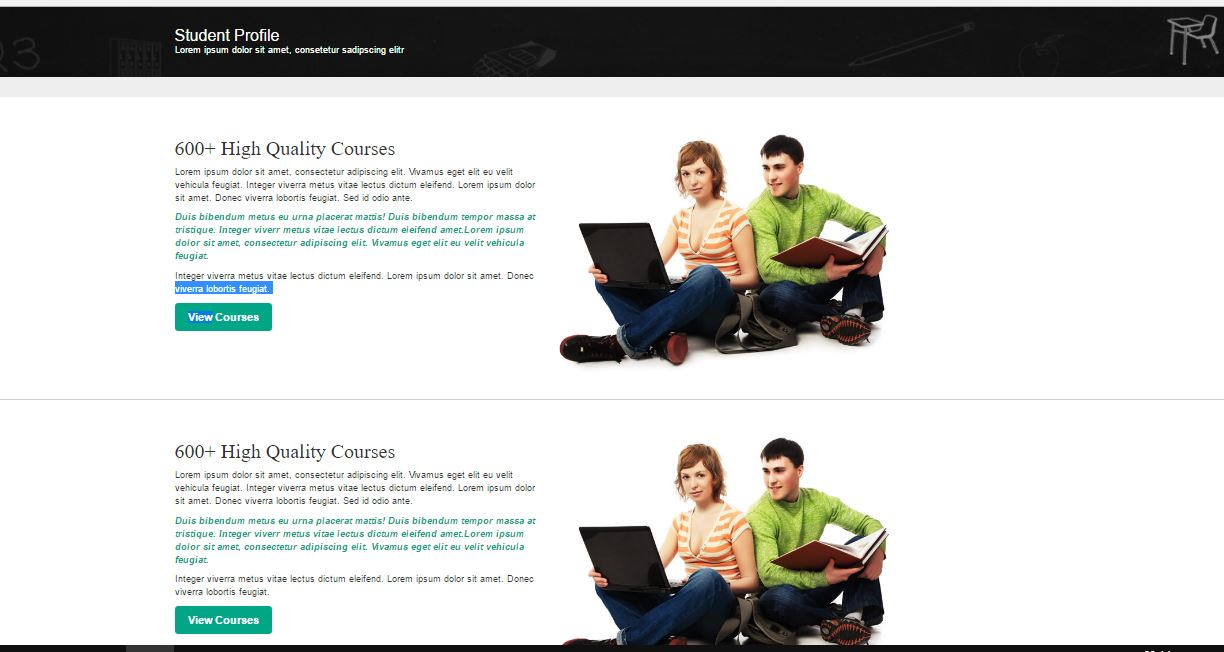 Student Profile
Lorem ipsum dolor sit amet, consetetur sadipscing elitr
600+ High Quality Courses
Lorem ipsum dolor sit amet, consectetur adipiscing elit. Vivamus eget elit eu velit
vehicula feugiat. Integer viverra metus vitae lectus dictum eleifend. Lorem ipsum dolor
sit amet. Donec viverra lobortis feugiat. Sed id odio ante.
Duis bibendum metus eu urna placerat mattis! Duis bibendum tempor massa at
tristique. Integer viverr metus vitae lectus dictum eleifend amet.Lorem ipsum
dolor sit amet, consectetur adipiscing elit. Vivamus eget elit eu velit vehicula
feugiat.
Integer viverra metus vitae lectus dictum eleifend. Lorem ipsum dolor sit amet. Donec
viverra lobortis feugiat.
View Courses
600+ High Quality Courses
Lorem ipsum dolor sit amet, consectetur adipiscing elit. Vivamus eget elit eu velit
vehicula feugiat. Integer viverra metus vitae lectus dictum eleifend. Lorem ipsum dolor
sit amet. Donec viverra lobortis feugiat. Sed id odio ante.
Duis bibendum metus eu urna placerat mattis! Duis bibendum tempor massa at
tristique. Integer viverr metus vitae lectus dictum eleifend amet.Lorem ipsum
dolor sit amet, consectetur adipiscing elit. Vivamus eget elit eu velit vehicula
feugiat.
Integer viverra metus vitae lectus dictum eleifend. Lorem ipsum dolor sit amet. Donec
viverra lobortis feugiat.
View Courses